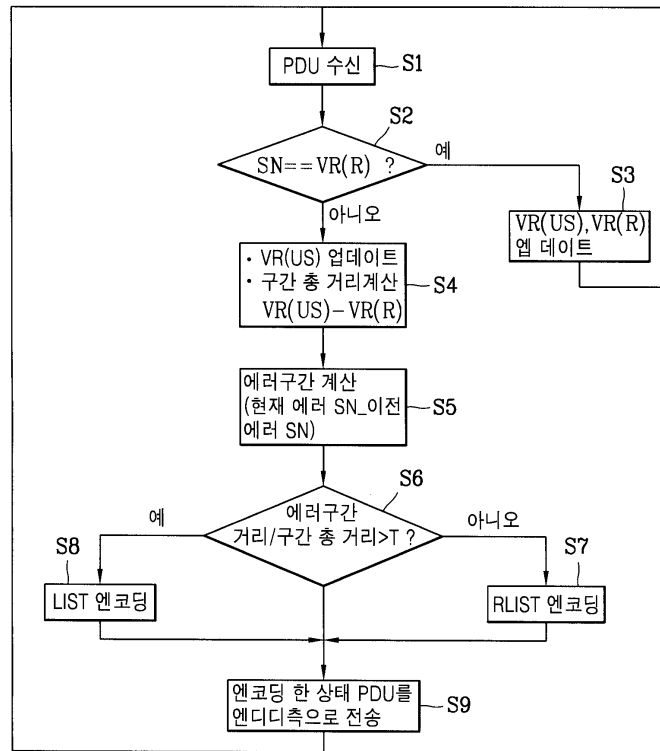 PDU 수신
S1
S2
SN==VR(R) ?
예
아니오
S3
VR(US),VR(R)
엡 데이트
· VR(US) 업데이트
· 구간 총 거리계산
VR(US)-VR(R)
S4
에러구간 계산
(현재 에러 SN_이전
에러 SN)
S5
S6
에러구간
거리/구간 총 거리>T ?
예
아니오
S8
LIST 엔코딩
S7
RLIST 엔코딩
엔코딩 한 상태 PDU를
엔디디측으로 전송
S9